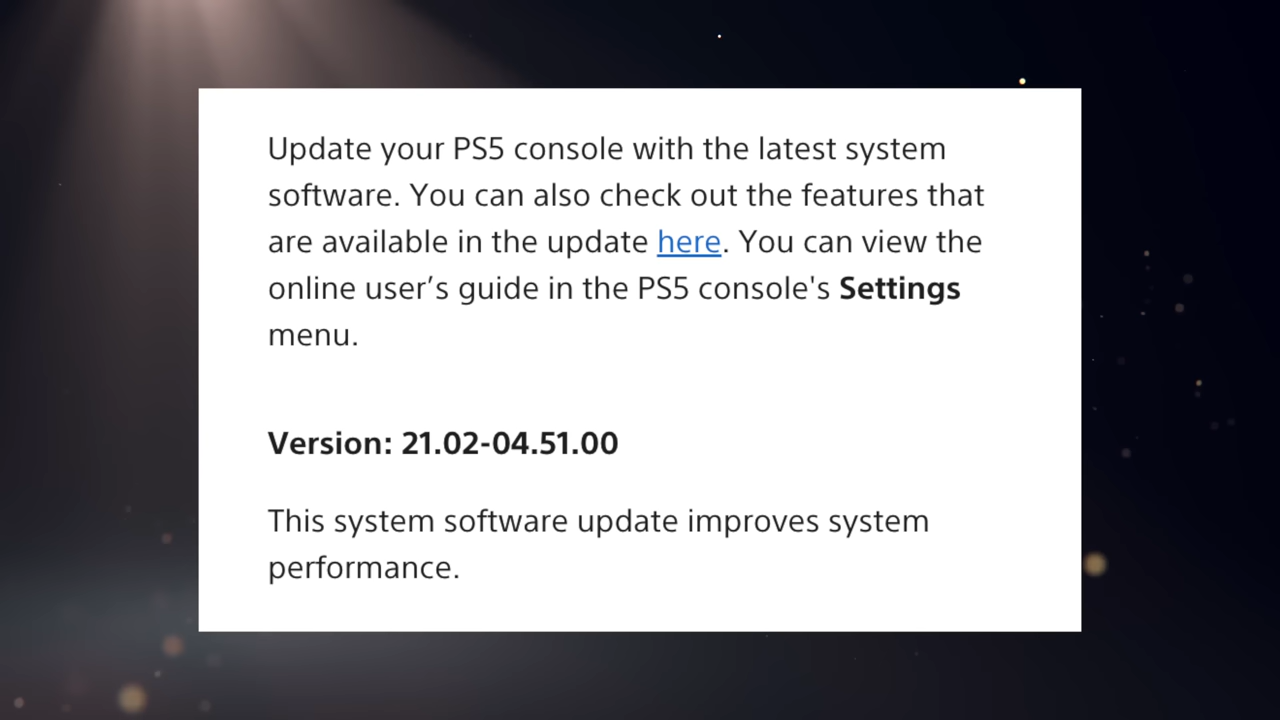 Update your PS5 console with the latest system
software. You can also check out the features that
are available in the update here. You can view the
online user’s guide in the PS5 console's Settings
menu.
Version: 21.02-04.51.00
This system software update improves system
performance.